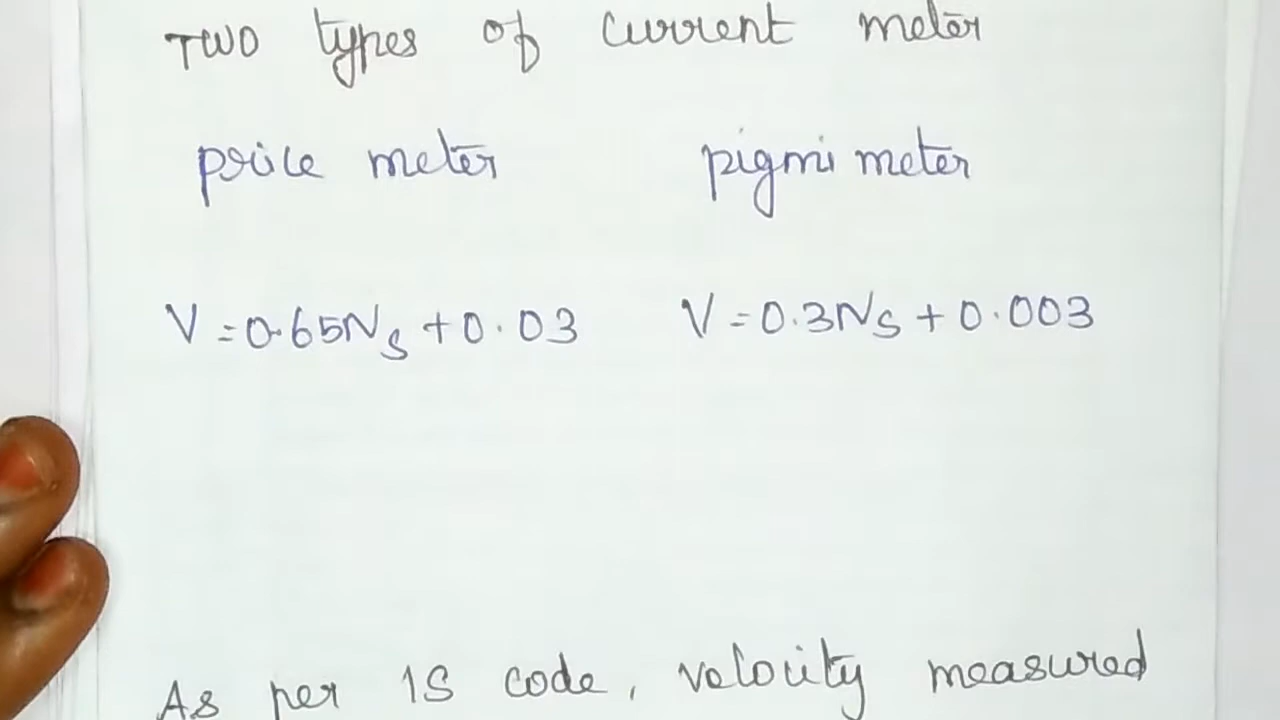 Two types of current meter
price meter pigmi meter
V = 0.65Ns + 0.03 V = 0.3Ns + 0.003
As per IS code, velocity measured